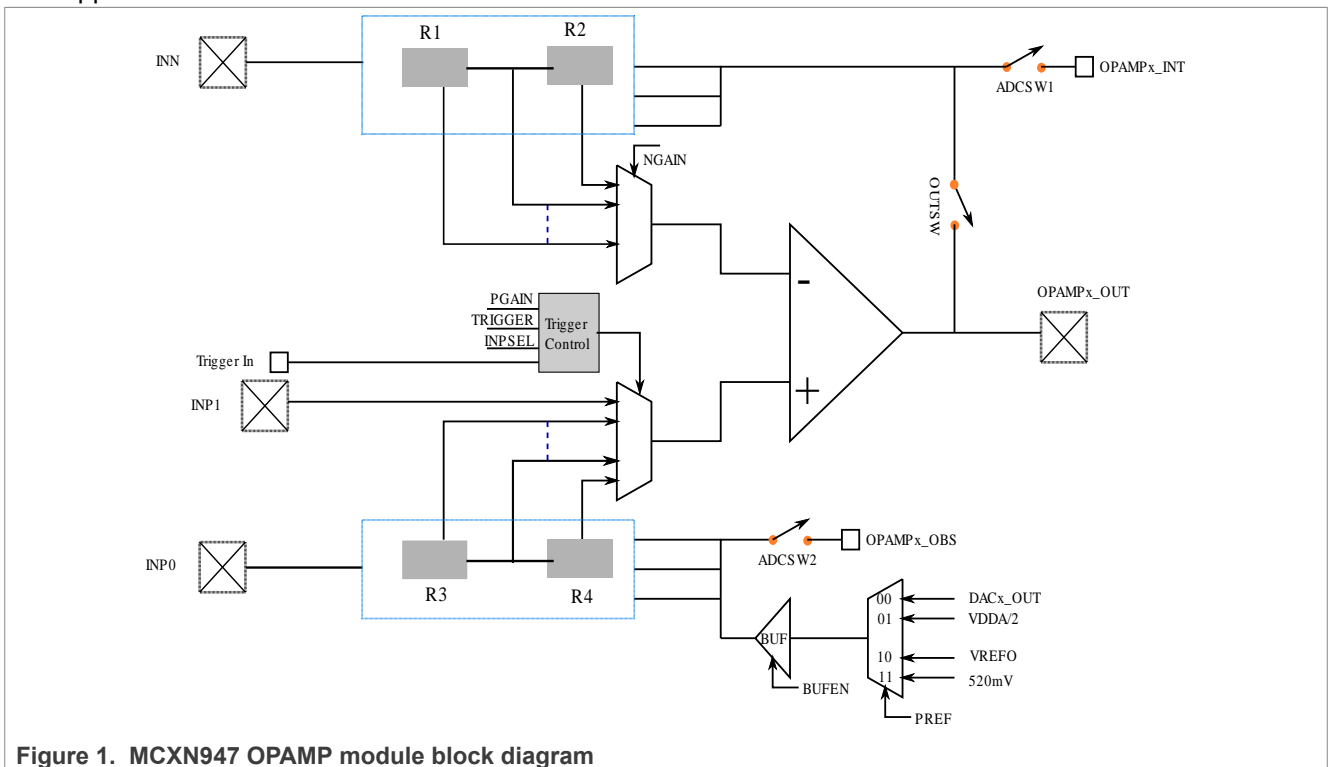 R1
R2
INN
OPAMPx_INT
ADCSW1
NGAIN
OUTSW
OPAMPx_OUT
-
PGAIN
TRIGGER
INPSEL
Trigger
Control
Trigger In
INP1
+
OPAMPx_OBS
ADCSW2
INP0
R3
R4
00
DACx_OUT
01
VDDA/2
BUF
10
VREFO
11
520mV
BUFEN
PREF
Figure 1. MCXN947 OPAMP module block diagram